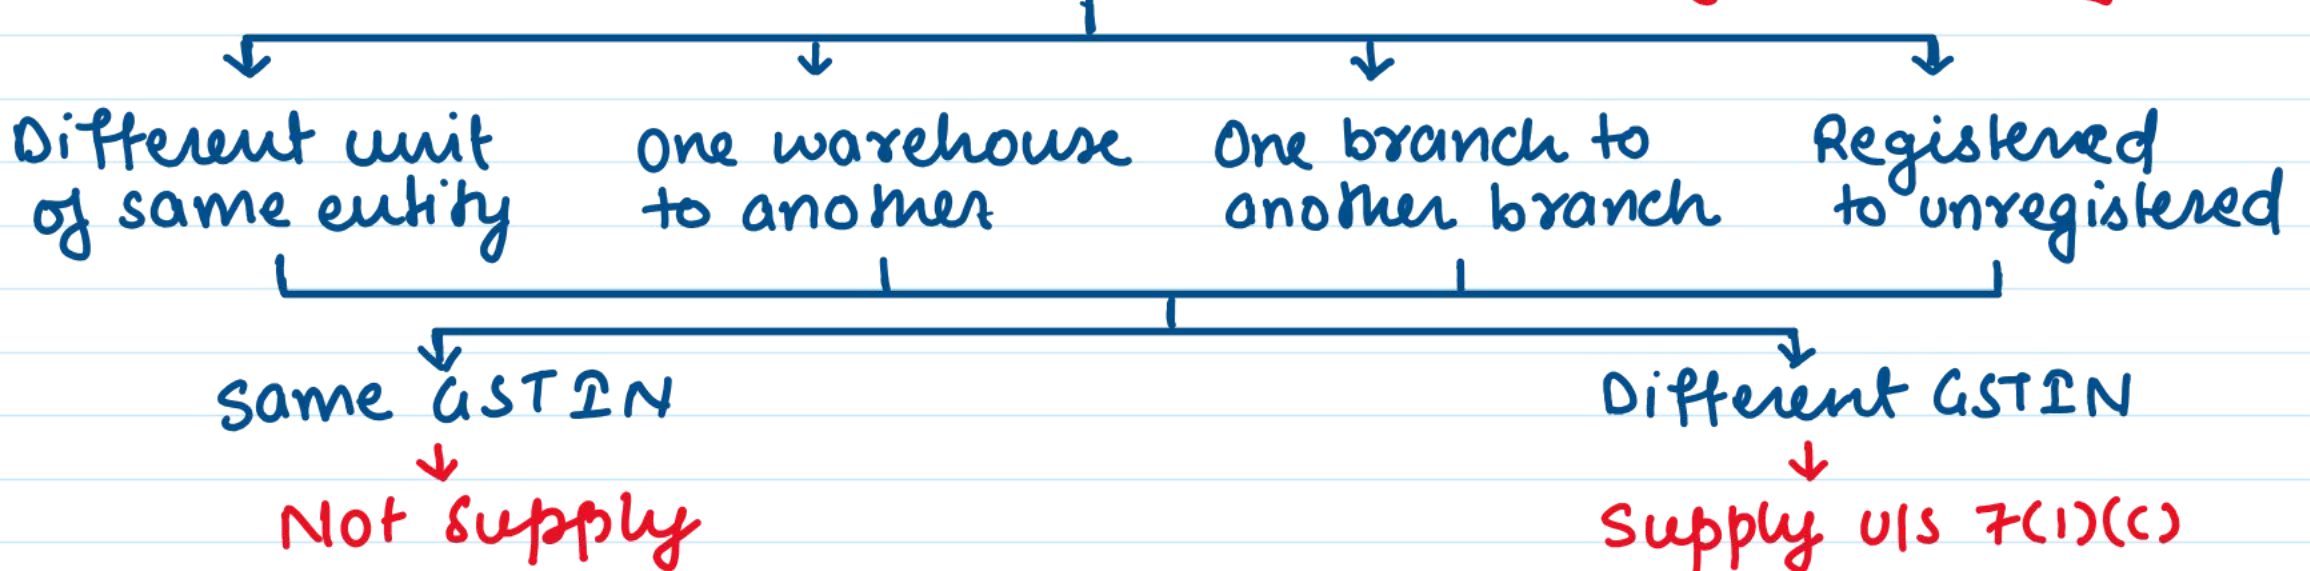 Different unit
of same entity
One warehouse
to another
One branch to
another branch
Registered
to unregistered
Same GSTIN
Different GSTIN
Not supply
Supply u/s 7(1)(c)